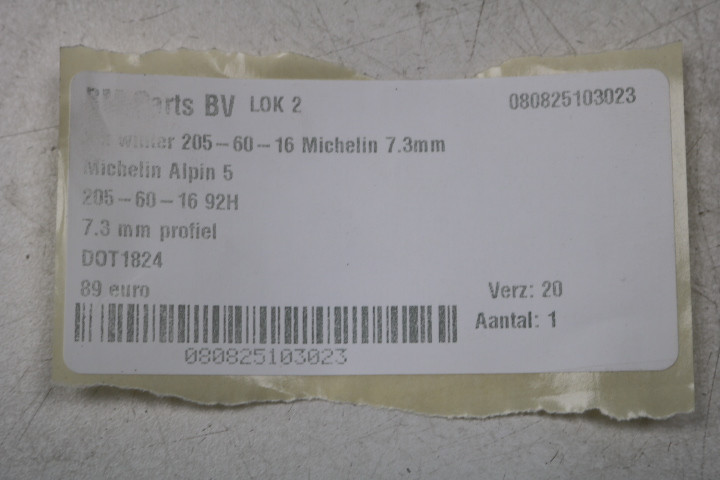 Parts BV LOK 2 080825103023
winter 205-60-16 Michelin 7.3mm
Michelin Alpin 5
205-60-16 92H
7.3 mm profiel
DOT1824
89 euro Verz: 20
Aantal: 1
080825103023